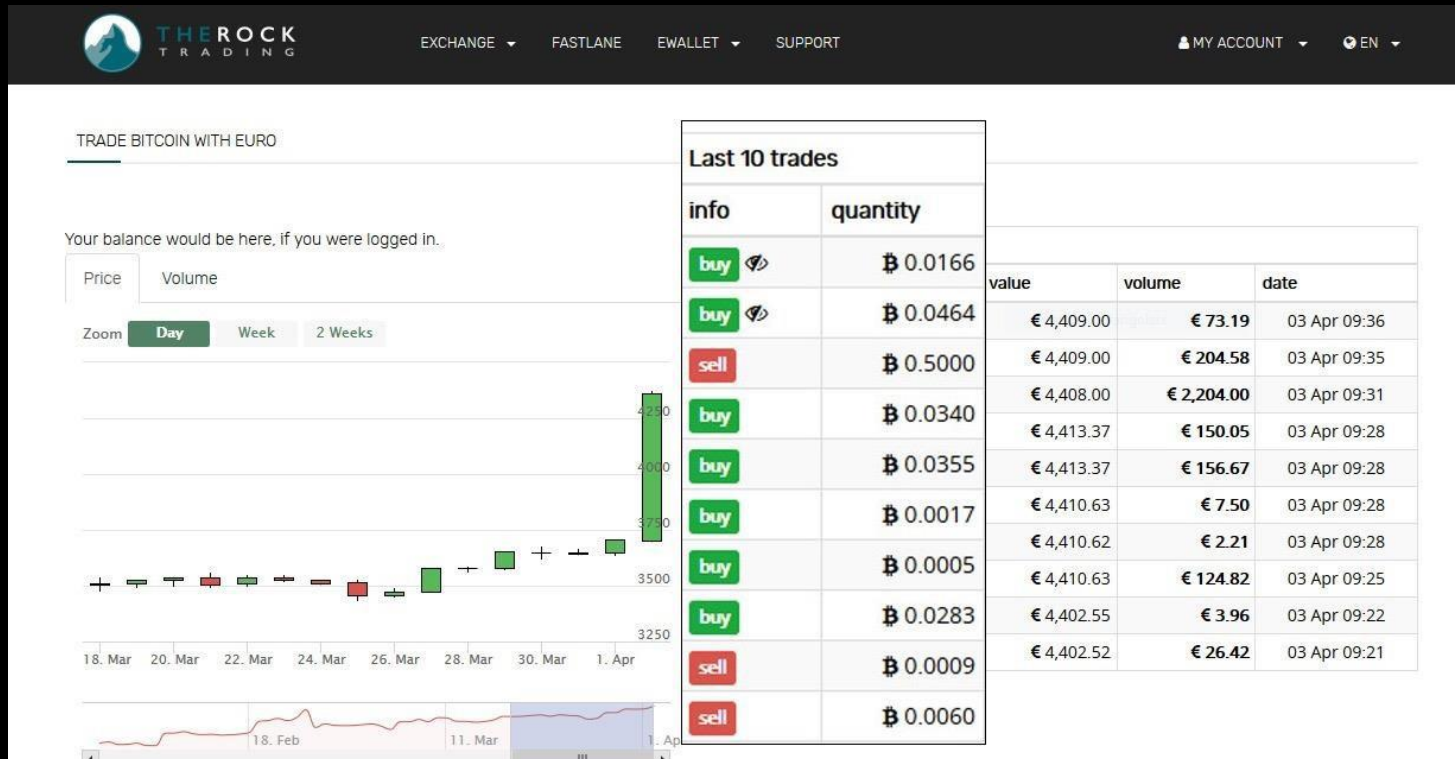 THEROCK
TRADING
EXCHANGE
FASTLANE
EWALLET
SUPPORT
MY ACCOUNT
EN
TRADE BITCOIN WITH EURO
Your balance would be here, if you were logged in.
Price Volume
Zoom Day Week 2 Weeks
4250
4000
3750
3500
3250
18. Mar 20. Mar 22. Mar 24. Mar 26. Mar 28. Mar 30. Mar 1. Apr
18. Feb 11. Mar 1. Ap
Last 10 trades
info quantity
buy ₿ 0.0166
buy ₿ 0.0464
sell ₿ 0.5000
buy ₿ 0.0340
buy ₿ 0.0355
buy ₿ 0.0017
buy ₿ 0.0005
buy ₿ 0.0283
sell ₿ 0.0009
sell ₿ 0.0060
value volume date
€ 4,409.00 € 73.19 03 Apr 09:36
€ 4,409.00 € 204.58 03 Apr 09:35
€ 4,408.00 € 2,204.00 03 Apr 09:31
€ 4,413.37 € 150.05 03 Apr 09:28
€ 4,413.37 € 156.67 03 Apr 09:28
€ 4,410.63 € 7.50 03 Apr 09:28
€ 4,410.62 € 2.21 03 Apr 09:28
€ 4,410.63 € 124.82 03 Apr 09:25
€ 4,402.55 € 3.96 03 Apr 09:22
€ 4,402.52 € 26.42 03 Apr 09:21